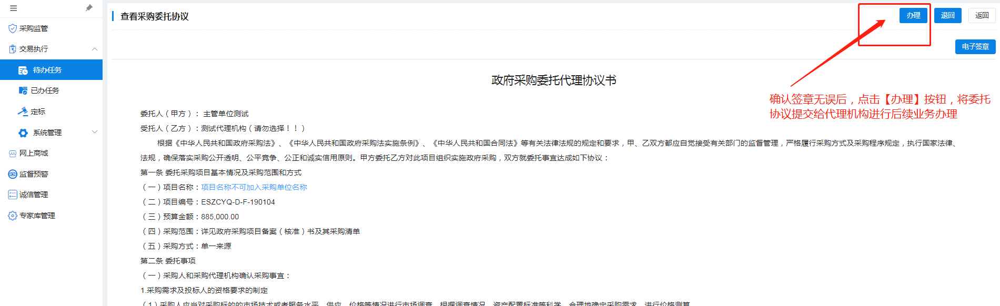 采购监管
交易执行
待办任务
已办任务
定标
系统管理
网上商城
监督预警
诚信管理
专家库管理
查看采购委托协议
办理
退回
返回
电子签章
确认签章无误后，点击【办理】按钮，将委托
协议提交给代理机构进行后续业务办理
政府采购委托代理协议书
委托人（甲方）：主管单位测试
受托人（乙方）：测试代理机构（请勿选择！！）
根据《中华人民共和国政府采购法》、《中华人民共和国政府采购法实施条例》、《中华人民共和国合同法》等有关法律法规的规定和要求，甲、乙双方都应自觉接受有关部门的监督管理，严格履行采购方式及采购程序规定，执行国家法律、
法规，确保落实采购公开透明、公平竞争、公正和诚实信用原则。甲方委托乙方对此项目组织实施政府采购，双方就委托事宜达成如下协议：
第一条 委托采购项目基本情况及采购范围和方式
（一）项目名称：项目名称不可加入采购单位名称
（二）项目编号：ESZCYQ-D-F-190104
（三）预算金额：885,000.00
（四）采购范围：详见政府采购项目备案（核准）书及其采购清单
（五）采购方式：单一来源
第二条 委托事项
（一）采购人和采购代理机构确认采购事宜：
1.采购需求及投标人的资格要求的制定
（1）采购人应当对采购标的的市场技术或者服务水平、供应、价格等情况进行市场调查，根据调查情况、资产配置标准等科学、合理地确定采购需求，进行价格测算